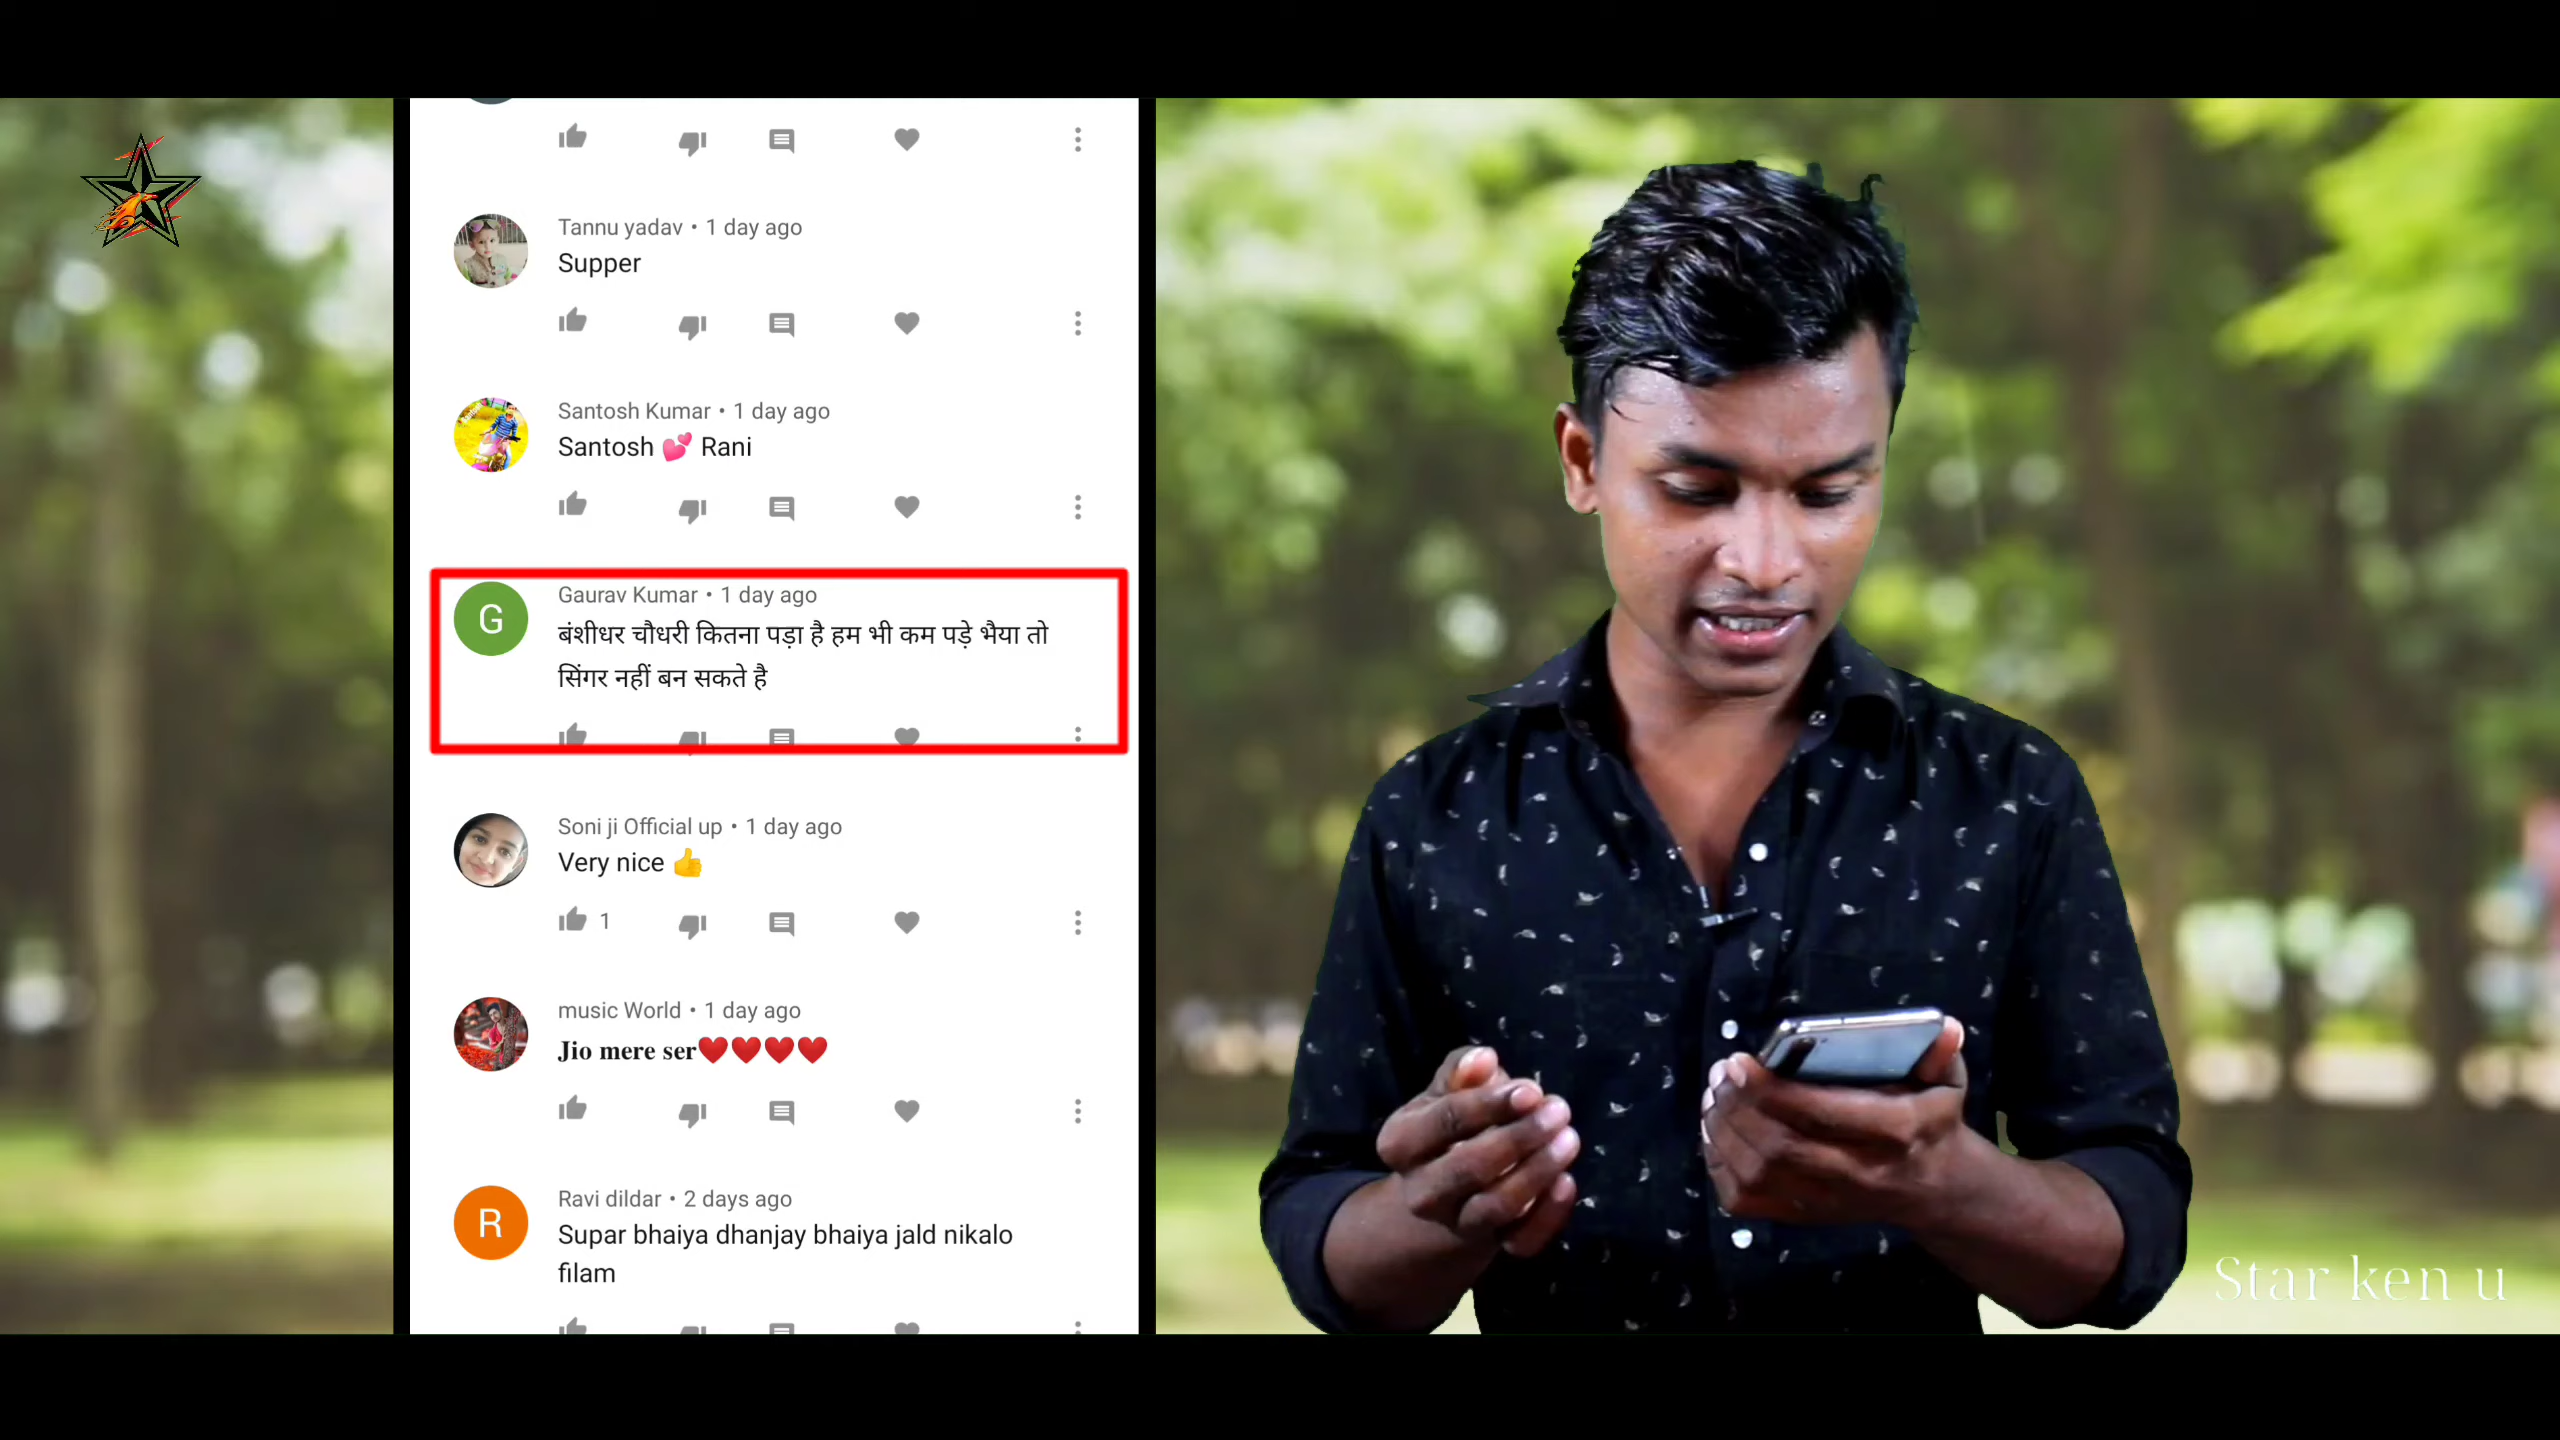 Tannu yadav • 1 day ago
Supper
Santosh Kumar • 1 day ago
Santosh 💕 Rani
G
Gaurav Kumar • 1 day ago
बंशीधर चौधरी कितना पड़ा है हम भी कम पड़े भैया तो
सिंगर नहीं बन सकते है
Soni ji Official up • 1 day ago
Very nice 👍
1
music World • 1 day ago
Jio mere ser❤️❤️❤️❤️
R
Ravi dildar • 2 days ago
Supar bhaiya dhanjay bhaiya jald nikalo
filam
Star ken u